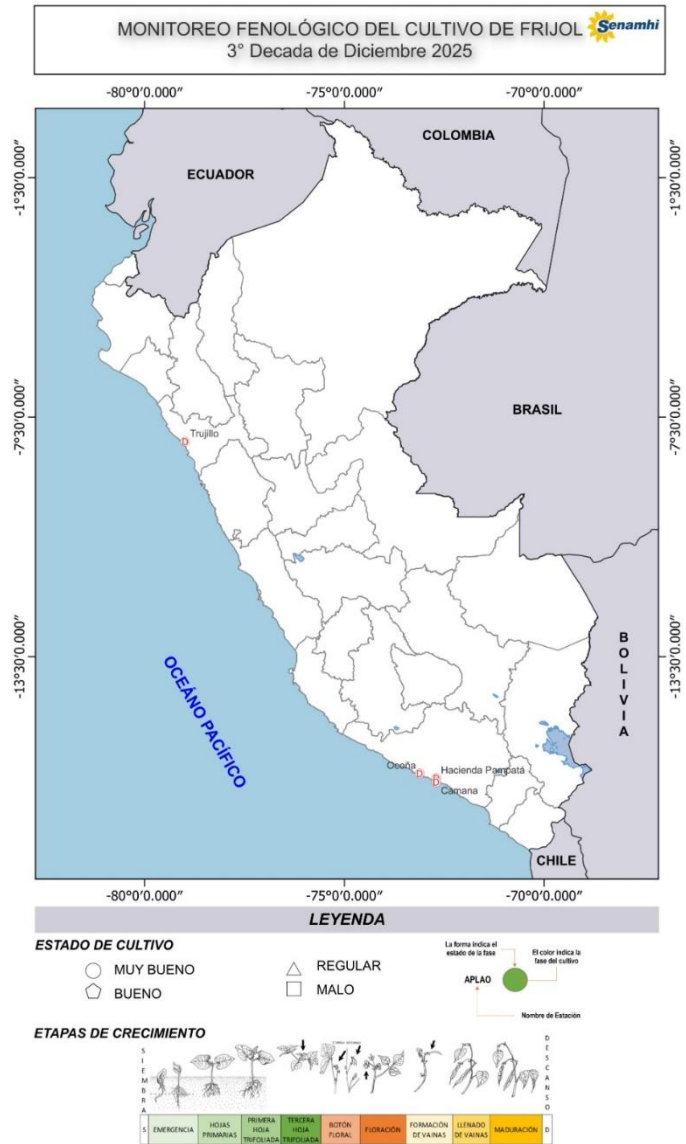 MONITOREO FENOLÓGICO DEL CULTIVO DE FRIJOL
3° Decada de Diciembre 2025
Senamhi
-80°0'0.000" -75°0'0.000" -70°0'0.000"
COLOMBIA
ECUADOR
-1°30'0.000" -1°30'0.000"
BRASIL
-7°30'0.000" -7°30'0.000"
D Trujillo
-13°30'0.000" -13°30'0.000"
BOLIVIA
OCEÁNO PACÍFICO
Ocoña D
D Hacienda Pampatá
D Camana
CHILE
-80°0'0.000" -75°0'0.000" -70°0'0.000"
LEYENDA
ESTADO DE CULTIVO
MUY BUENO
BUENO
REGULAR
MALO
La forma indica el estado de la fase
El color indica la fase del cultivo
APLAO
Nombre de Estación
ETAPAS DE CRECIMIENTO
SIEMBRA
DESCANSO
S
EMERGENCIA
HOJAS PRIMARIAS
PRIMERA HOJA TRIFOLIADA
TERCERA HOJA TRIFOLIADA
BOTÓN FLORAL
FLORACIÓN
FORMACIÓN DE VAINAS
LLENADO DE VAINAS
MADURACIÓN
D